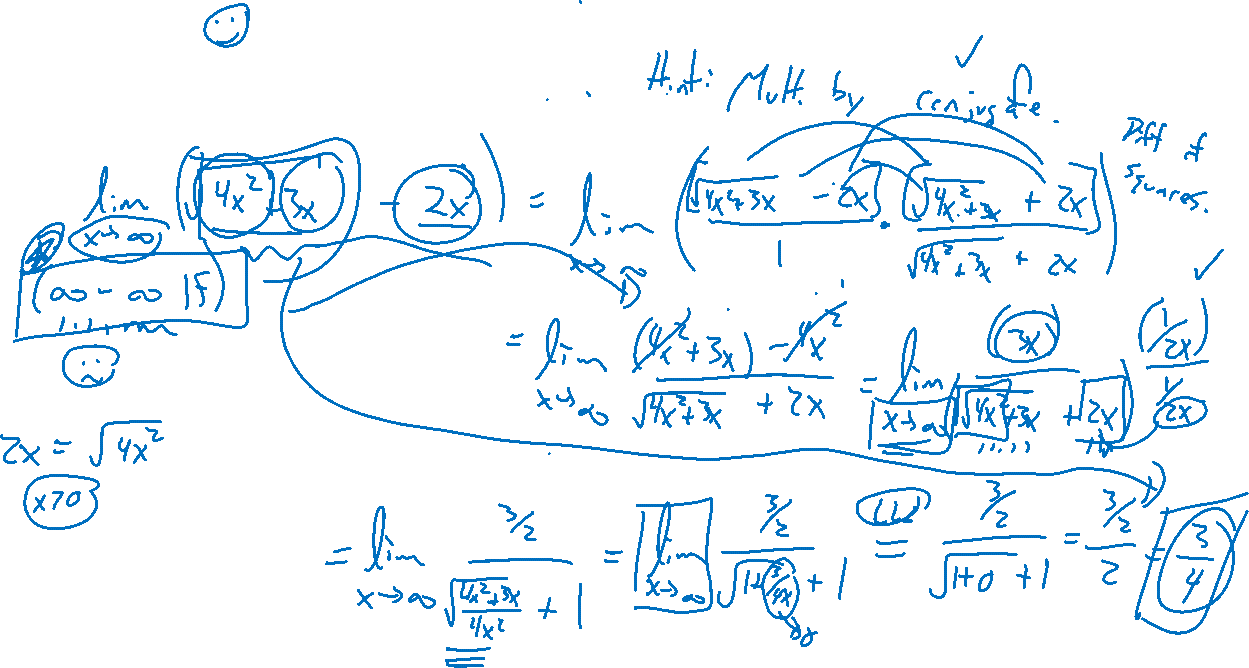 Hint: Mult. by conjugate. ✓
Diff of squares.
lim x→∞ (√(4x²+3x) - 2x) = lim x→∞ ((√(4x²+3x) - 2x)/1 · (√(4x²+3x) + 2x)/(√(4x²+3x) + 2x))
(∞ - ∞ IF)
= lim x→∞ ((4x²+3x) - 4x²)/(√(4x²+3x) + 2x) = lim x→∞ (3x)/(√(4x²+3x) + 2x) (1/2x)/(1/2x) ✓
2x = √(4x²)
x>0
= lim x→∞ (3/2)/(√((4x²+3x)/(4x²)) + 1) = lim x→∞ (3/2)/(√(1+3/4x) + 1) = (3/2)/(√(1+0) + 1) = (3/2)/2 = 3/4